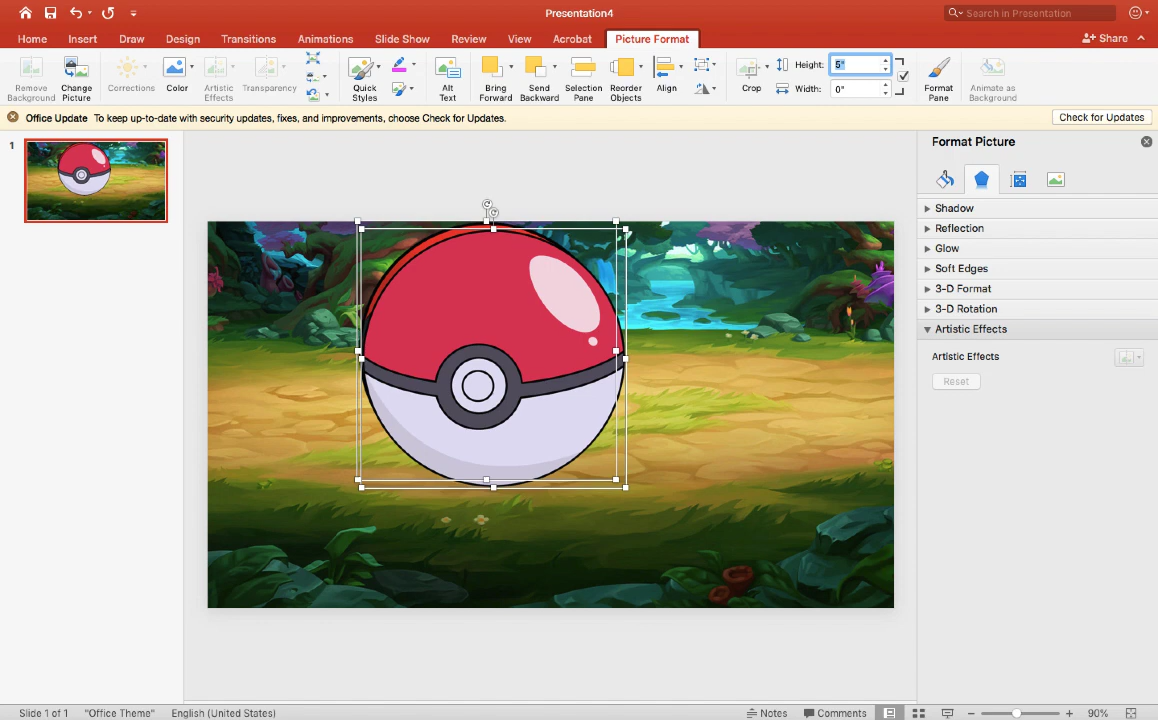 Presentation4
Search in Presentation
Home Insert Draw Design Transitions Animations Slide Show Review View Acrobat Picture Format
Share
Remove Background
Change Picture
Corrections
Color
Artistic Effects
Transparency
Quick Styles
Alt Text
Bring Forward
Send Backward
Selection Pane
Reorder Objects
Align
Crop
Height: 5"
Width: 0"
Format Pane
Animate as Background
Office Update To keep up-to-date with security updates, fixes, and improvements, choose Check for Updates.
Check for Updates
1
Format Picture
Shadow
Reflection
Glow
Soft Edges
3-D Format
3-D Rotation
Artistic Effects
Artistic Effects
Reset
Slide 1 of 1 "Office Theme" English (United States)
Notes Comments 90%